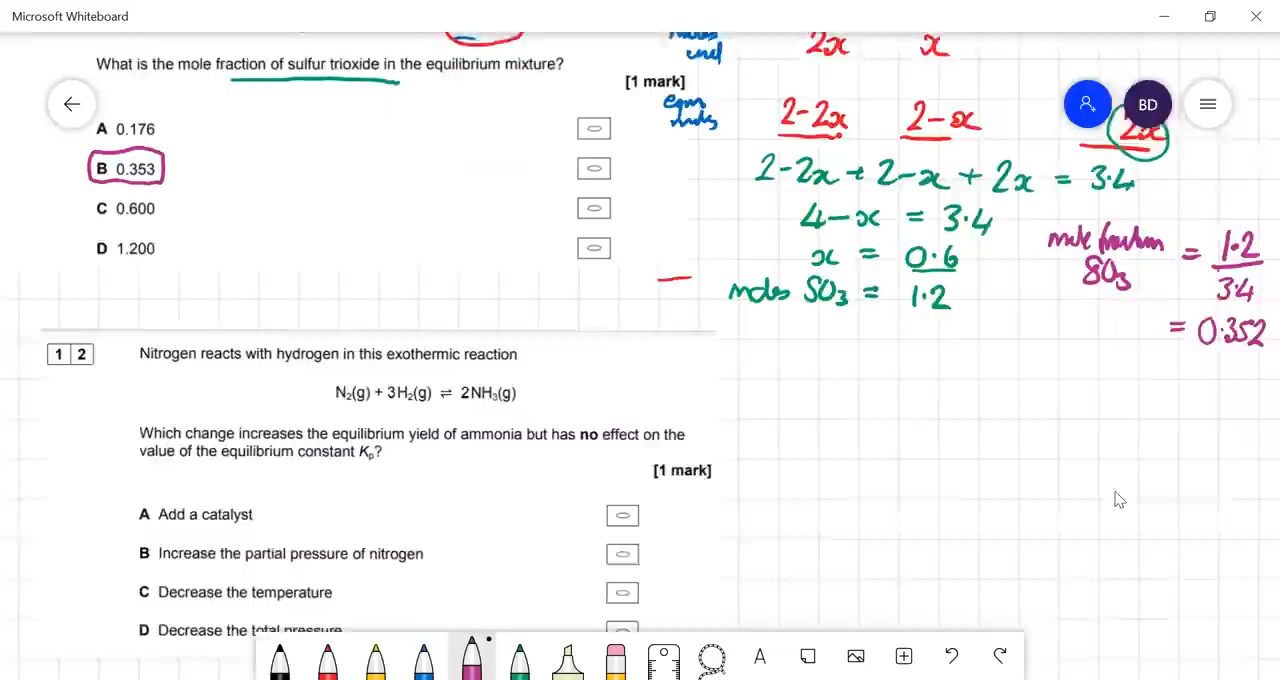 Microsoft Whiteboard
What is the mole fraction of sulfur trioxide in the equilibrium mixture?
[1 mark]
A 0.176
B 0.353
C 0.600
D 1.200
moles end 2x x
eqm moles 2-2x 2-x 2x
BD
2-2x + 2-x + 2x = 3.4
4-x = 3.4
x = 0.6
moles SO3 = 1.2
mole fraction SO3 = 1.2/3.4
= 0.352
1 2 Nitrogen reacts with hydrogen in this exothermic reaction
N₂(g) + 3H₂(g) ⇌ 2NH₃(g)
Which change increases the equilibrium yield of ammonia but has no effect on the
value of the equilibrium constant Kp?
[1 mark]
A Add a catalyst
B Increase the partial pressure of nitrogen
C Decrease the temperature
D Decrease the total pressure
A